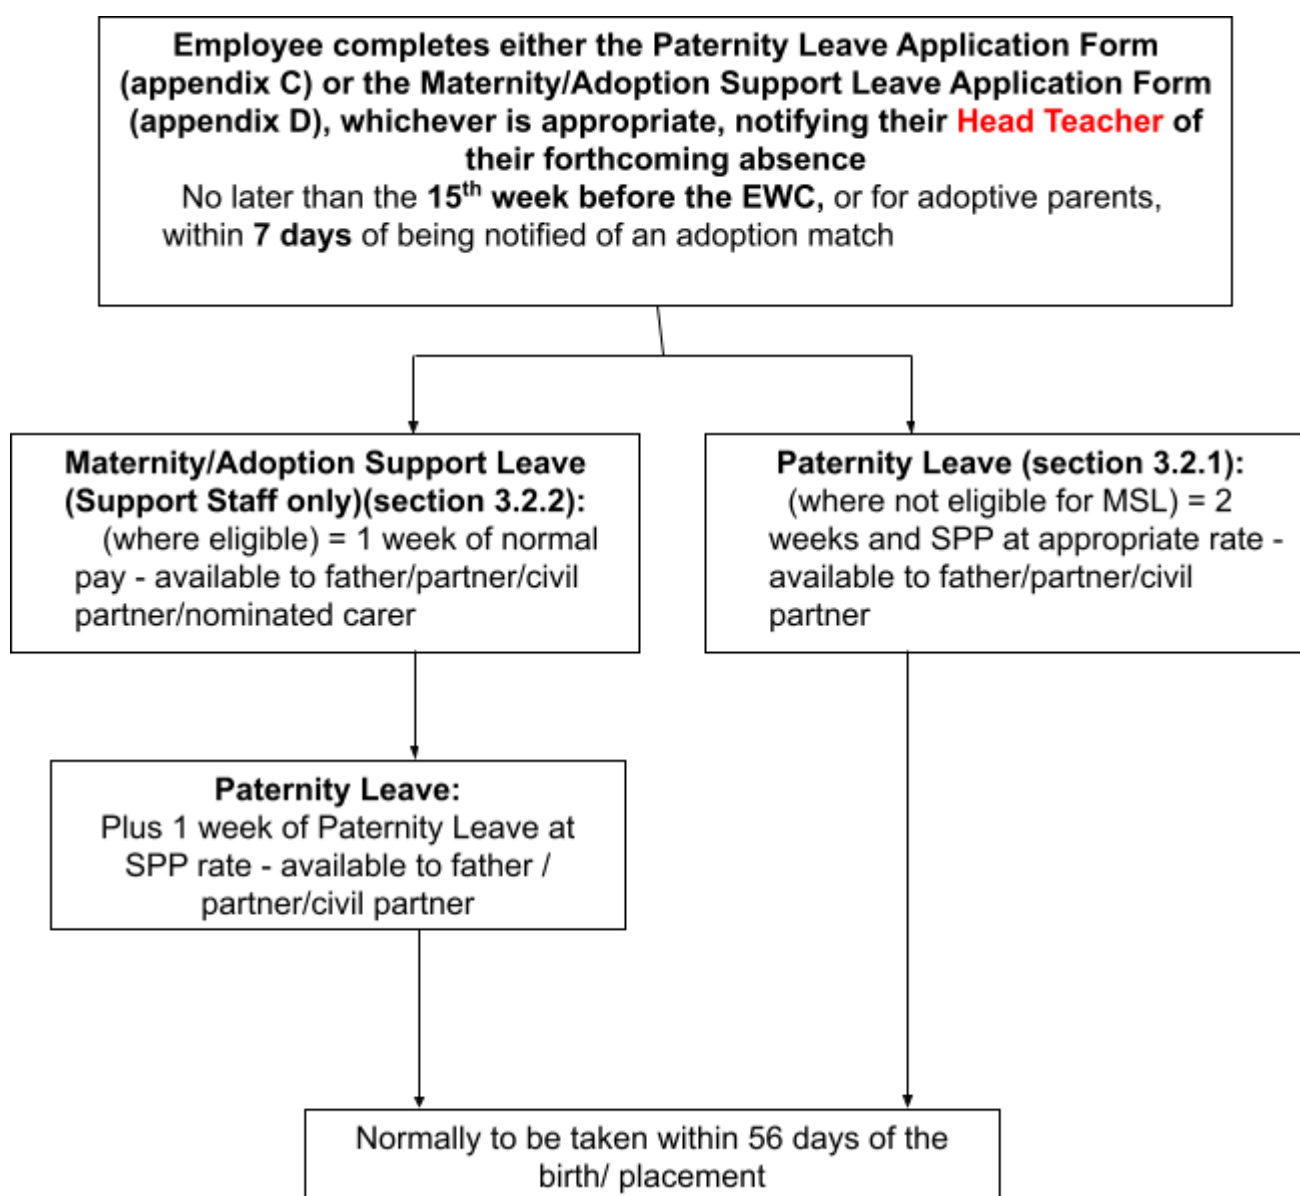 Employee completes either the Paternity Leave Application Form
(appendix C) or the Maternity/Adoption Support Leave Application Form
(appendix D), whichever is appropriate, notifying their Head Teacher of
their forthcoming absence
No later than the 15th week before the EWC, or for adoptive parents,
within 7 days of being notified of an adoption match
Maternity/Adoption Support Leave
(Support Staff only)(section 3.2.2):
(where eligible) = 1 week of normal
pay - available to father/partner/civil
partner/nominated carer
Paternity Leave (section 3.2.1):
(where not eligible for MSL) = 2
weeks and SPP at appropriate rate -
available to father/partner/civil
partner
Paternity Leave:
Plus 1 week of Paternity Leave at
SPP rate - available to father /
partner/civil partner
Normally to be taken within 56 days of the
birth/ placement